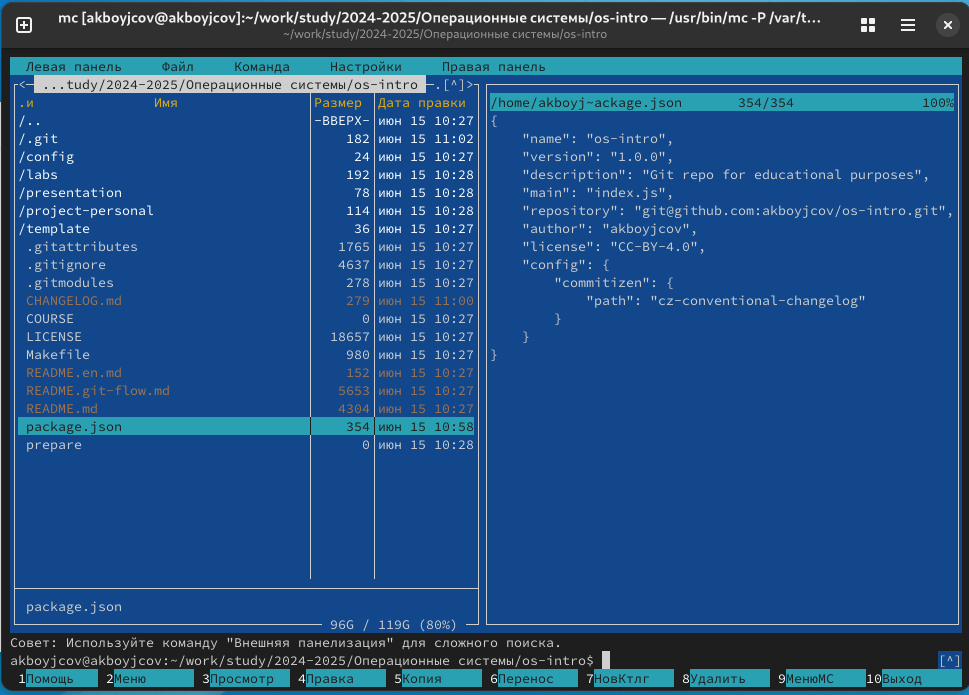 mc [akboyjcov@akboyjcov]:~/work/study/2024-2025/Операционные системы/os-intro — /usr/bin/mc -P /var/t…
~/work/study/2024-2025/Операционные системы/os-intro
Левая панель Файл Команда Настройки Правая панель
<— ...tudy/2024-2025/Операционные системы/os-intro —.[^]>
.и Имя Размер Дата правки
/.. -ВВЕРХ- июн 15 10:27
/.git 182 июн 15 11:02
/config 24 июн 15 10:27
/labs 192 июн 15 10:28
/presentation 78 июн 15 10:28
/project-personal 114 июн 15 10:28
/template 36 июн 15 10:27
.gitattributes 1765 июн 15 10:27
.gitignore 4637 июн 15 10:27
.gitmodules 278 июн 15 10:27
CHANGELOG.md 279 июн 15 11:00
COURSE 0 июн 15 10:28
LICENSE 18657 июн 15 10:27
Makefile 980 июн 15 10:27
README.en.md 152 июн 15 10:27
README.git-flow.md 5653 июн 15 10:27
README.md 4304 июн 15 10:27
package.json 354 июн 15 10:58
prepare 0 июн 15 10:28
package.json
96G / 119G (80%)
/home/akboyj~ackage.json 354/354 100%
{
"name": "os-intro",
"version": "1.0.0",
"description": "Git repo for educational purposes",
"main": "index.js",
"repository": "git@github.com:akboyjcov/os-intro.git",
"author": "akboyjcov",
"license": "CC-BY-4.0",
"config": {
"commitizen": {
"path": "cz-conventional-changelog"
}
}
}
Совет: Используйте команду "Внешняя панелизация" для сложного поиска.
akboyjcov@akboyjcov:~/work/study/2024-2025/Операционные системы/os-intro$ [^]
1Помощь 2Меню 3Просмотр 4Правка 5Копия 6Перенос 7НовКтлг 8Удалить 9МенюМС 10Выход